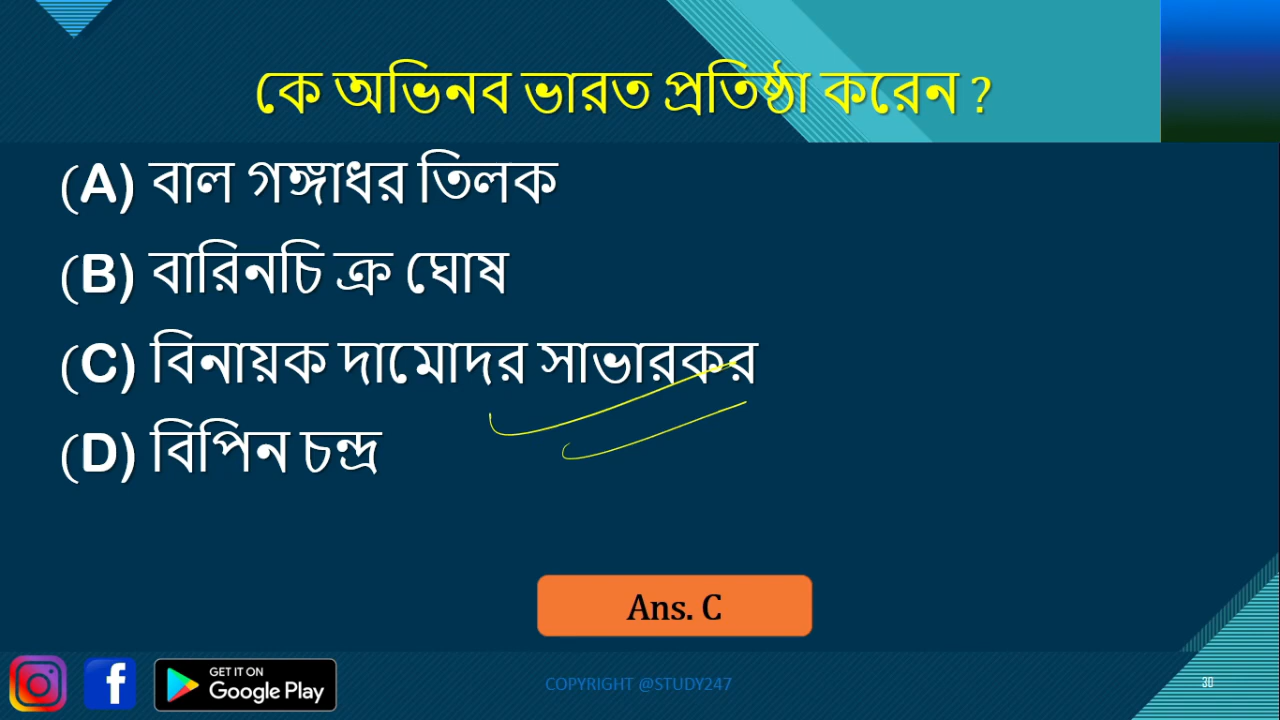 কে অভিনব ভারত প্রতিষ্ঠা করেন ?
(A) বাল গঙ্গাধর তিলক
(B) বারিনচি ক্র ঘোষ
(C) বিনায়ক দামোদর সাভারকর
(D) বিপিন চন্দ্র
Ans. C
f
GET IT ON
Google Play
COPYRIGHT @STUDY247
30